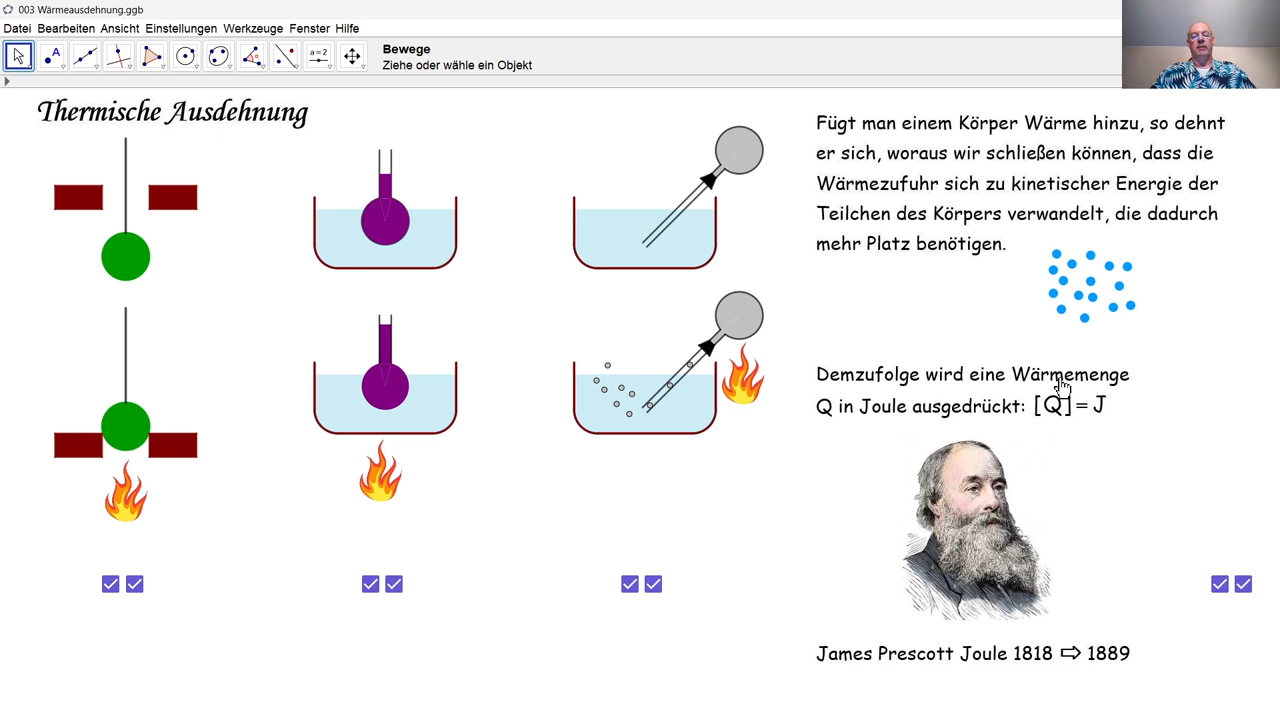 003 Wärmeausdehnung.ggb
Datei Bearbeiten Ansicht Einstellungen Werkzeuge Fenster Hilfe
A
a=2
Bewege
Ziehe oder wähle ein Objekt
Thermische Ausdehnung
Fügt man einem Körper Wärme hinzu, so dehnt
er sich, woraus wir schließen können, dass die
Wärmezufuhr sich zu kinetischer Energie der
Teilchen des Körpers verwandelt, die dadurch
mehr Platz benötigen.
Demzufolge wird eine Wärmemenge
Q in Joule ausgedrückt: [Q] = J
James Prescott Joule 1818 ⇨ 1889